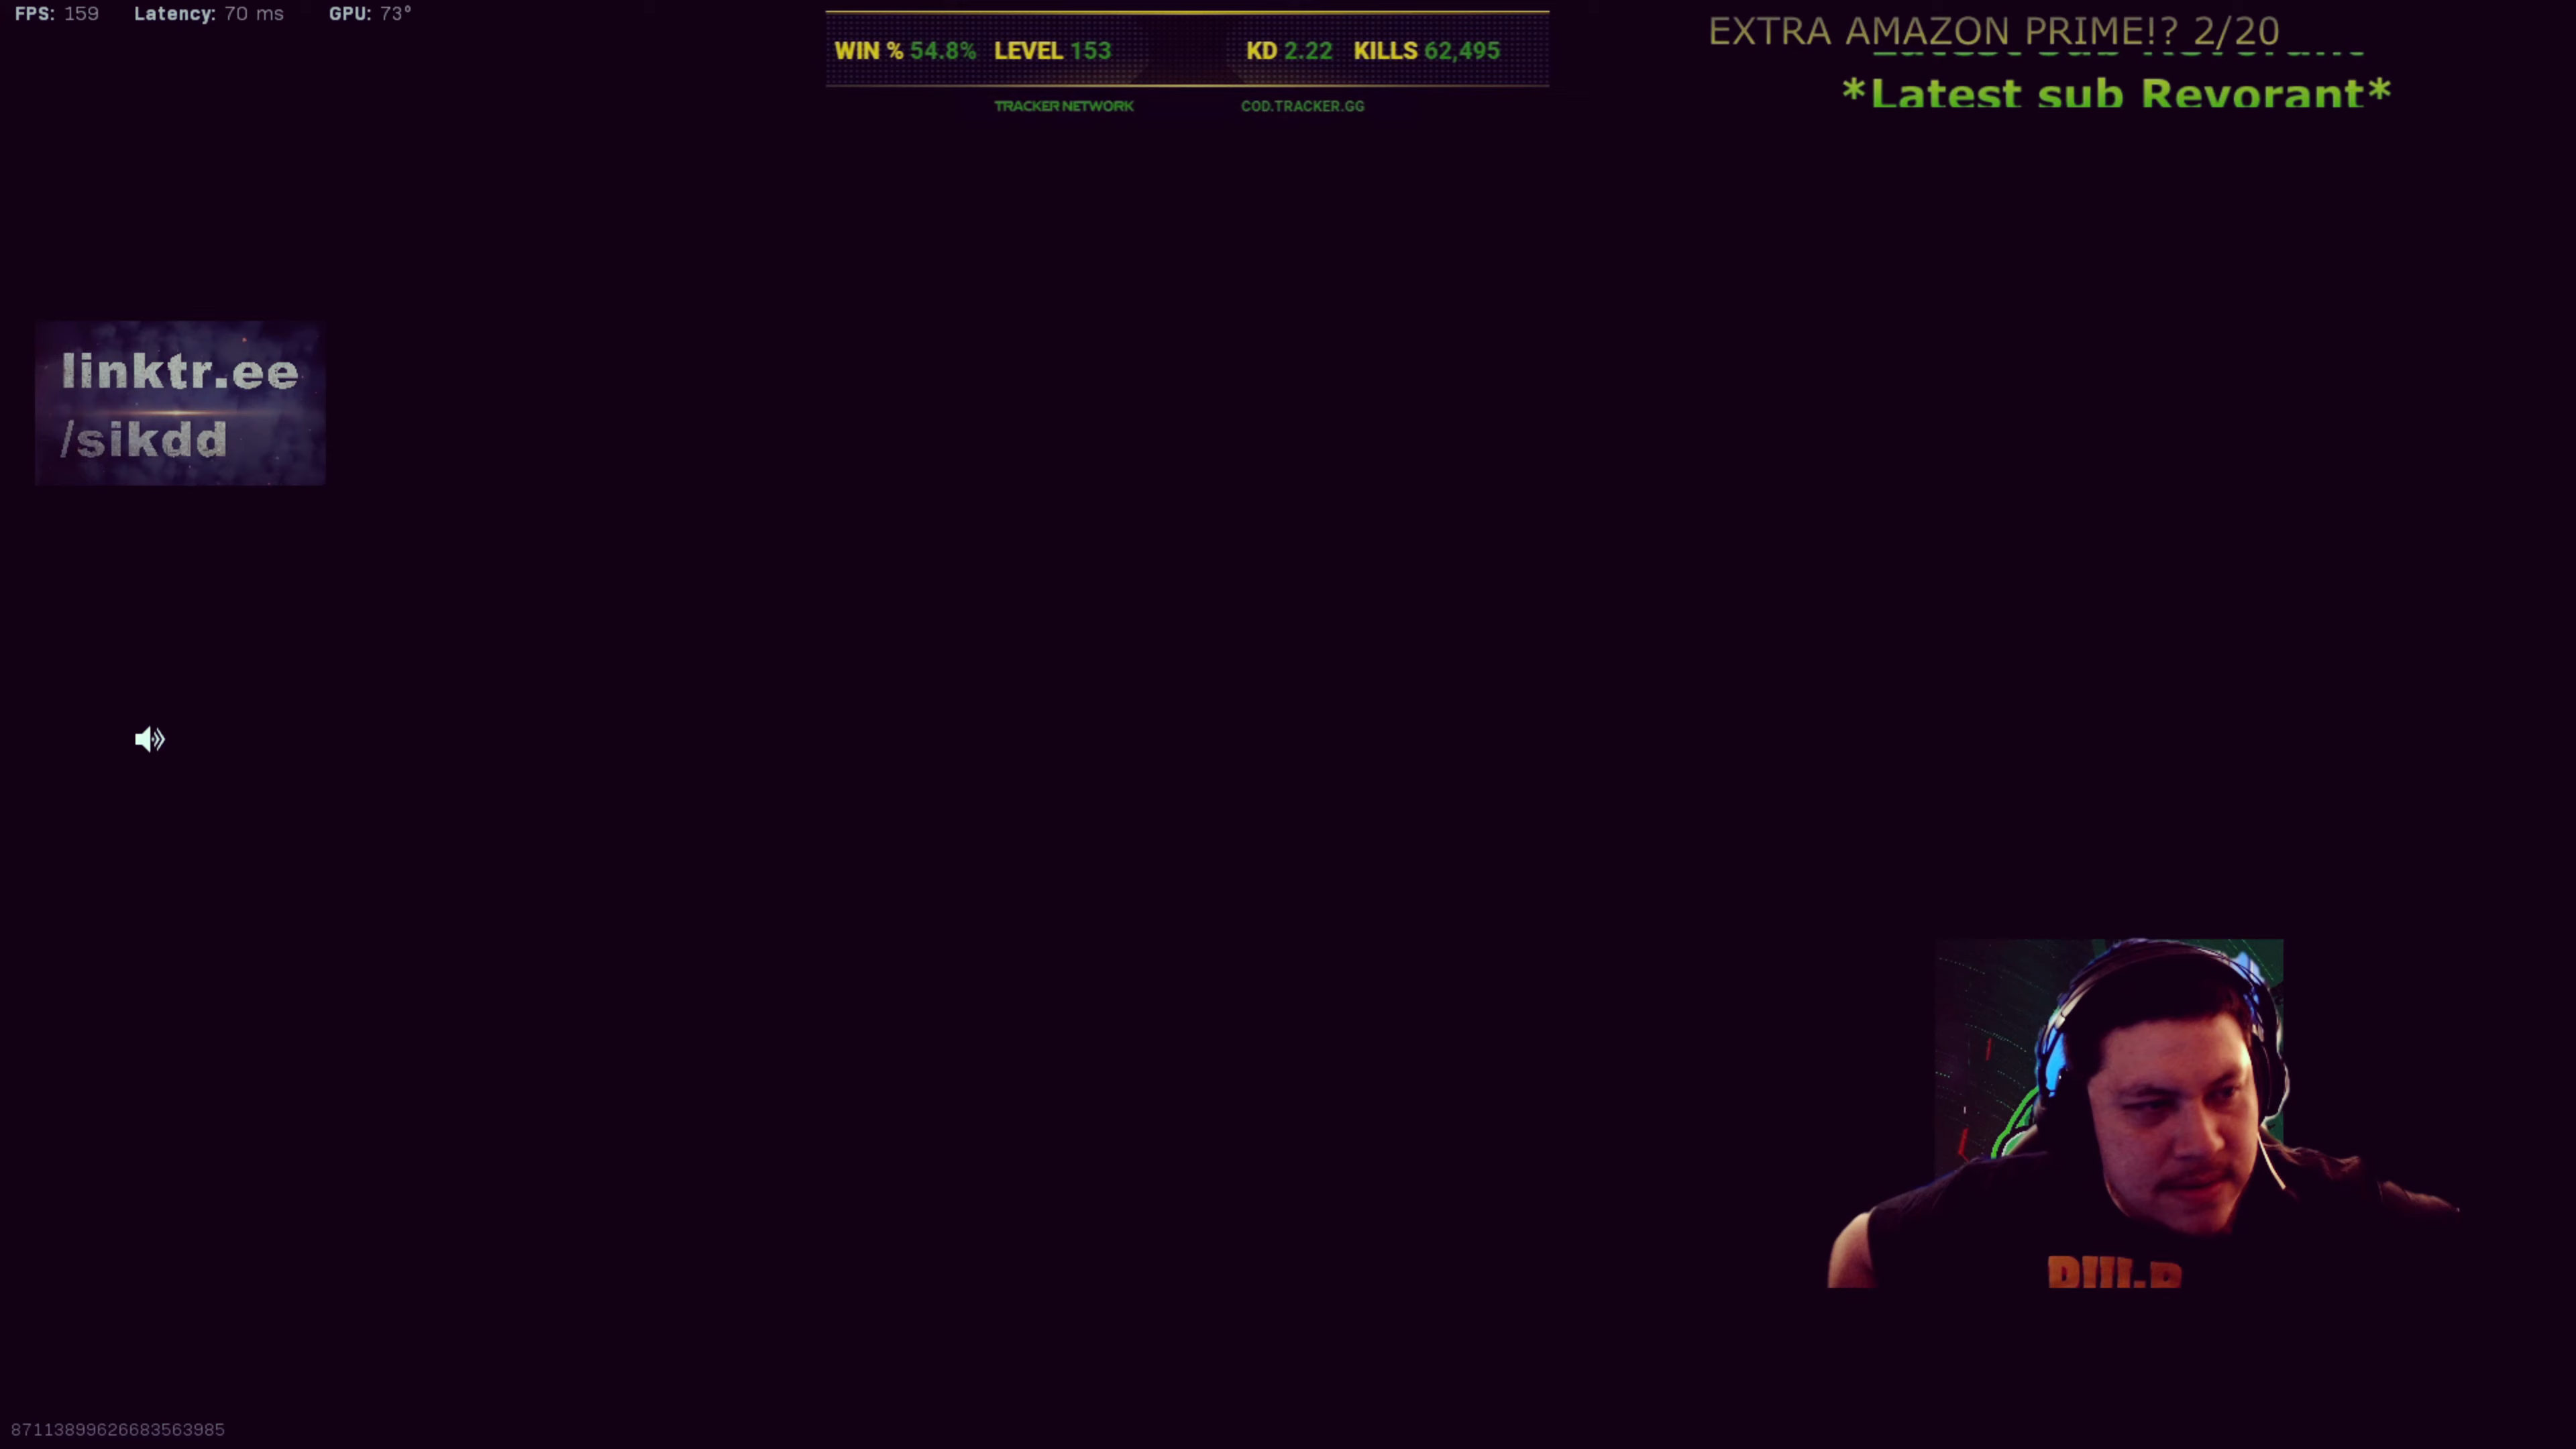 FPS: 159 Latency: 70 ms GPU: 73°
WIN % 54.8% LEVEL 153 KD 2.22 KILLS 62,495
TRACKER NETWORK COD.TRACKER.GG
EXTRA AMAZON PRIME!? 2/20
*Latest sub Revorant*
linktr.ee
/sikdd
87113899626683563985